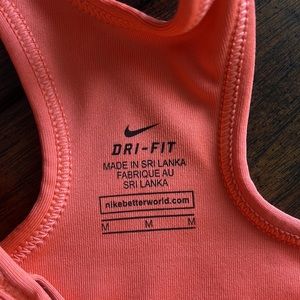 DRI-FIT
MADE IN SRI LANKA
FABRIQUE AU
SRI LANKA
nikebetterworld.com
M M M